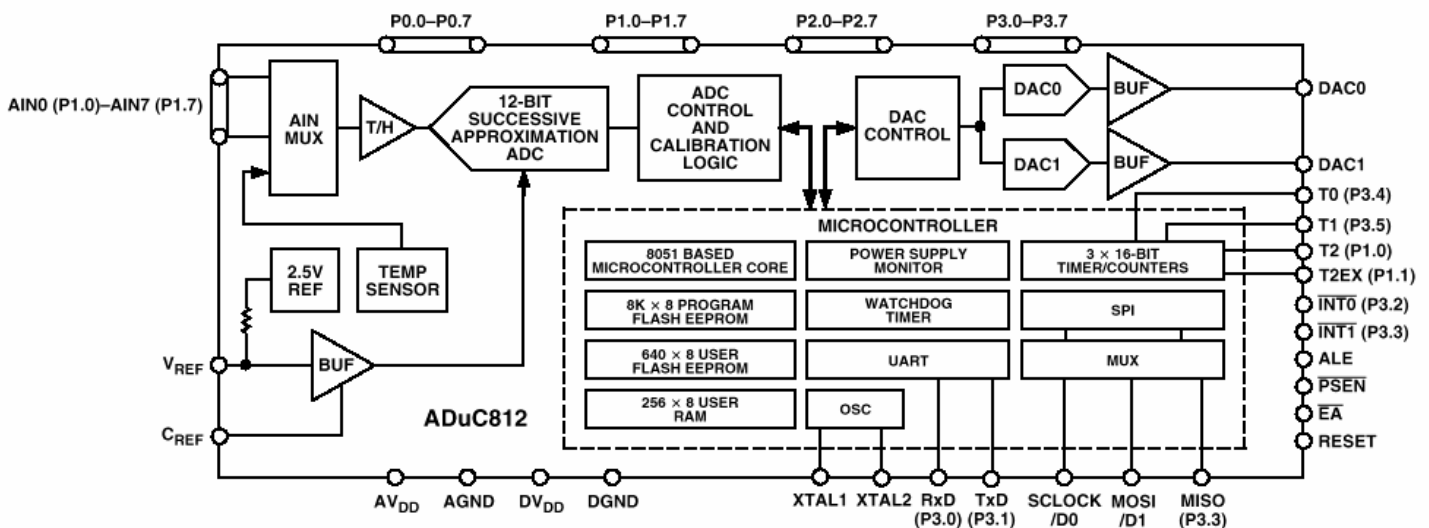 P0.0–P0.7
P1.0–P1.7
P2.0–P2.7
P3.0–P3.7
AIN0 (P1.0)–AIN7 (P1.7)
AIN
MUX
T/H
12-BIT
SUCCESSIVE
APPROXIMATION
ADC
ADC
CONTROL
AND
CALIBRATION
LOGIC
DAC
CONTROL
DAC0
BUF
DAC0
DAC1
BUF
DAC1
T0 (P3.4)
T1 (P3.5)
T2 (P1.0)
T2EX (P1.1)
INT0 (P3.2)
INT1 (P3.3)
ALE
PSEN
EA
RESET
2.5V
REF
TEMP
SENSOR
VREF
BUF
CREF
ADuC812
MICROCONTROLLER
8051 BASED
MICROCONTROLLER CORE
POWER SUPPLY
MONITOR
3 × 16-BIT
TIMER/COUNTERS
8K × 8 PROGRAM
FLASH EEPROM
WATCHDOG
TIMER
SPI
640 × 8 USER
FLASH EEPROM
UART
MUX
256 × 8 USER
RAM
OSC
AVDD
AGND
DVDD
DGND
XTAL1
XTAL2
RxD
(P3.0)
TxD
(P3.1)
SCLOCK
/D0
MOSI
/D1
MISO
(P3.3)